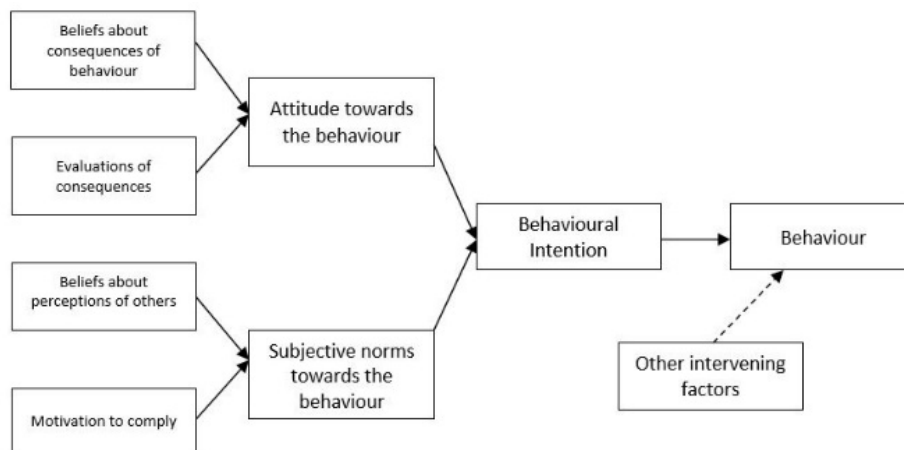 Beliefs about
consequences of
behaviour
Evaluations of
consequences
Attitude towards
the behaviour
Beliefs about
perceptions of others
Motivation to comply
Subjective norms
towards the
behaviour
Behavioural
Intention
Behaviour
Other intervening
factors